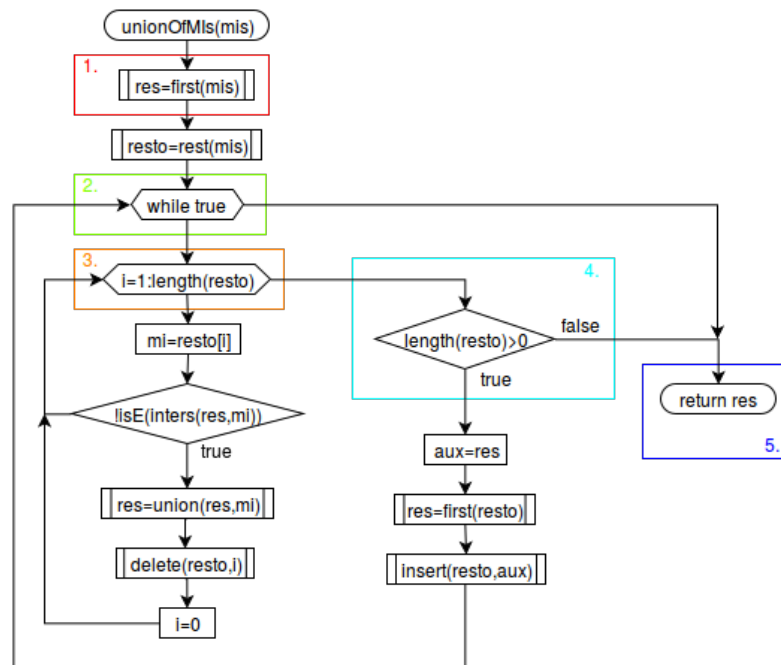 unionOfMIs(mis)
1.
res=first(mis)
resto=rest(mis)
2.
while true
3.
i=1:length(resto)
4.
mi=resto[i]
length(resto)>0
false
true
!isE(inters(res,mi))
true
return res
5.
aux=res
res=union(res,mi)
res=first(resto)
delete(resto,i)
insert(resto,aux)
i=0